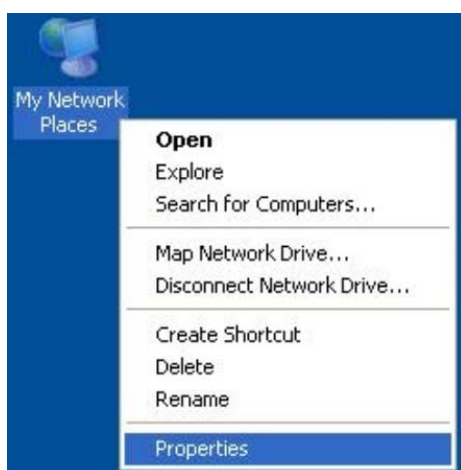 My Network
Places
Open
Explore
Search for Computers...
Map Network Drive...
Disconnect Network Drive...
Create Shortcut
Delete
Rename
Properties